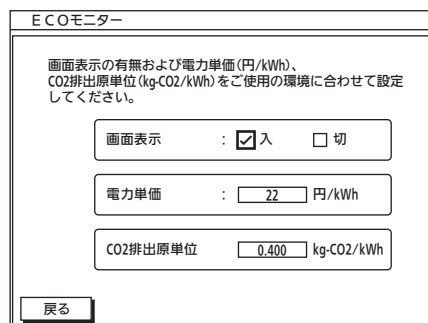 ECOモニター
画面表示の有無および電力単価(円/kWh)、
CO2排出原単位(kg-CO2/kWh)をご使用の環境に合わせて設定
してください。
画面表示 : ☑入 ☐切
電力単価 : 22 円/kWh
CO2排出原単位 0.400 kg-CO2/kWh
戻る